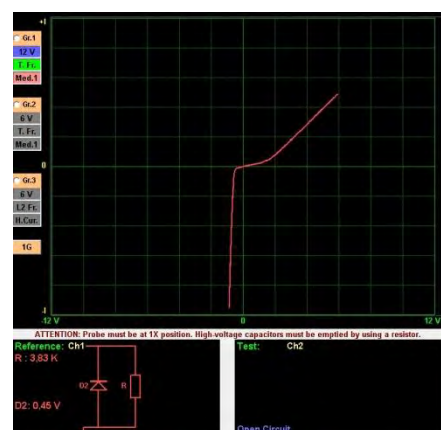 +I
Gr.1
12 V
T. Fr.
Med.1
Gr.2
6 V
T. Fr.
Med.1
Gr.3
6 V
L2 Fr.
H.Cur.
1G
0
-I
-12 V
0
12 V
ATTENTION: Probe must be at 1X position. High-voltage capacitors must be emptied by using a resistor.
Reference: Ch1
R : 3,83 K
D2
R
D2: 0,45 V
Test: Ch2
Open Circuit